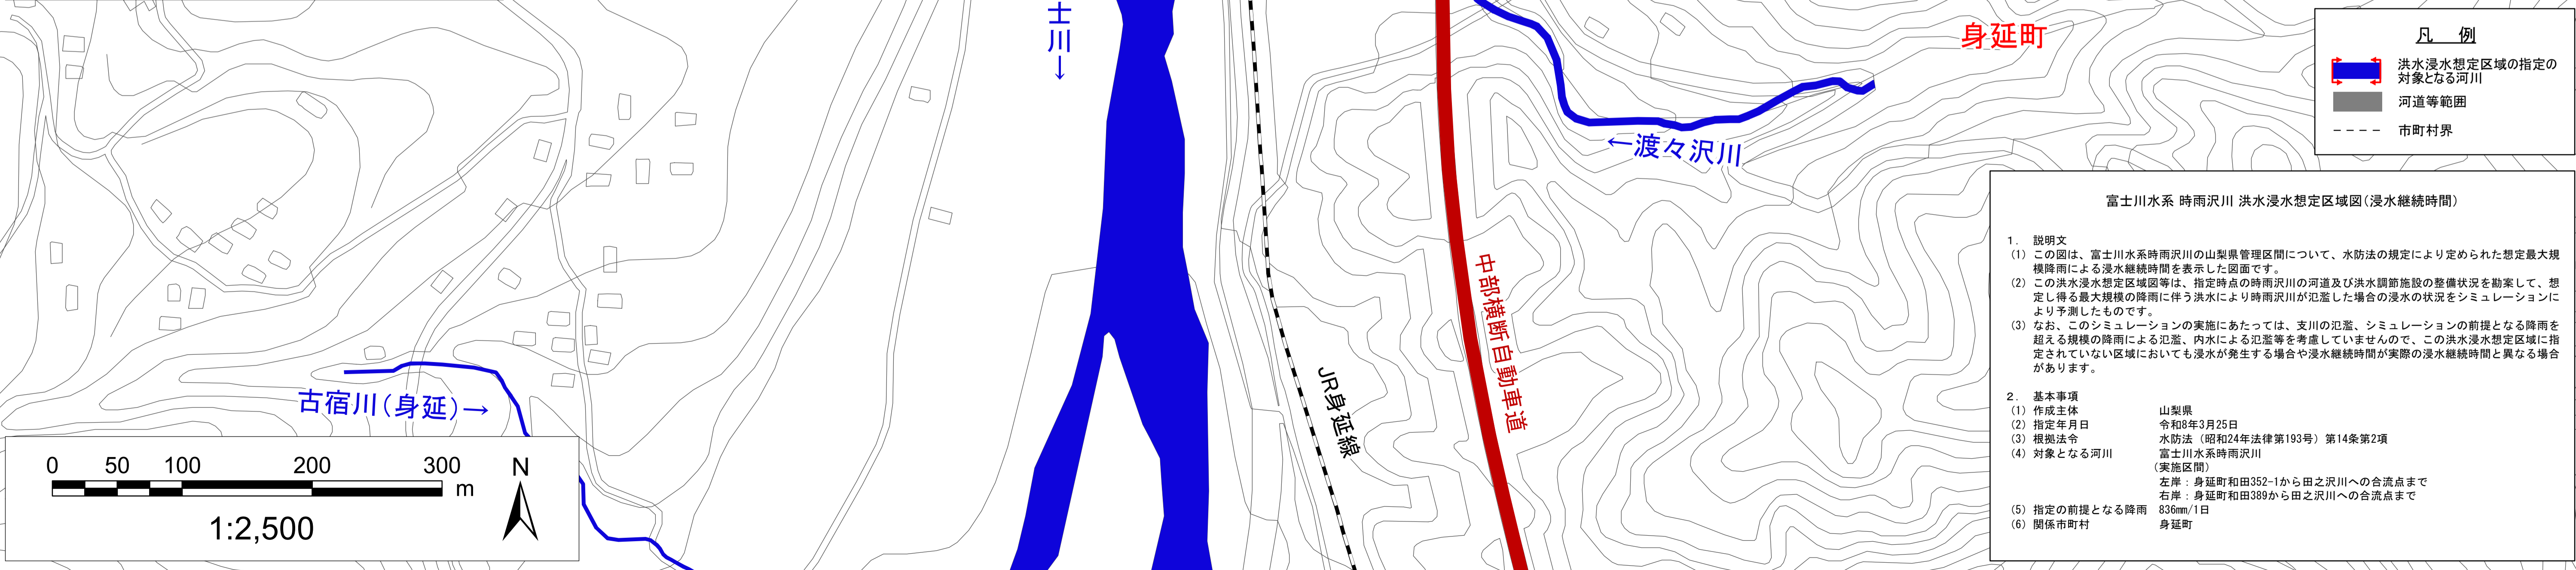 士川→
身延町
←渡々沢川
中部横断自動車道
JR身延線
古宿川(身延)→
0 50 100 200 300 m
N
1:2,500
凡 例
洪水浸水想定区域の指定の
対象となる河川
河道等範囲
市町村界
富士川水系 時雨沢川 洪水浸水想定区域図(浸水継続時間)
1. 説明文
(1) この図は、富士川水系時雨沢川の山梨県管理区間について、水防法の規定により定められた想定最大規
模降雨による浸水継続時間を表示した図面です。
(2) この洪水浸水想定区域図等は、指定時点の時雨沢川の河道及び洪水調節施設の整備状況を勘案して、想
定し得る最大規模の降雨に伴う洪水により時雨沢川が氾濫した場合の浸水の状況をシミュレーションに
より予測したものです。
(3) なお、このシミュレーションの実施にあたっては、支川の氾濫、シミュレーションの前提となる降雨を
超える規模の降雨による氾濫、内水による氾濫等を考慮していませんので、この洪水浸水想定区域に指
定されていない区域においても浸水が発生する場合や浸水継続時間が実際の浸水継続時間と異なる場合
があります。
2. 基本事項
(1) 作成主体 山梨県
(2) 指定年月日 令和8年3月25日
(3) 根拠法令 水防法（昭和24年法律第193号）第14条第2項
(4) 対象となる河川 富士川水系時雨沢川
(実施区間)
左岸：身延町和田352-1から田之沢川への合流点まで
右岸：身延町和田389から田之沢川への合流点まで
(5) 指定の前提となる降雨 836mm/1日
(6) 関係市町村 身延町